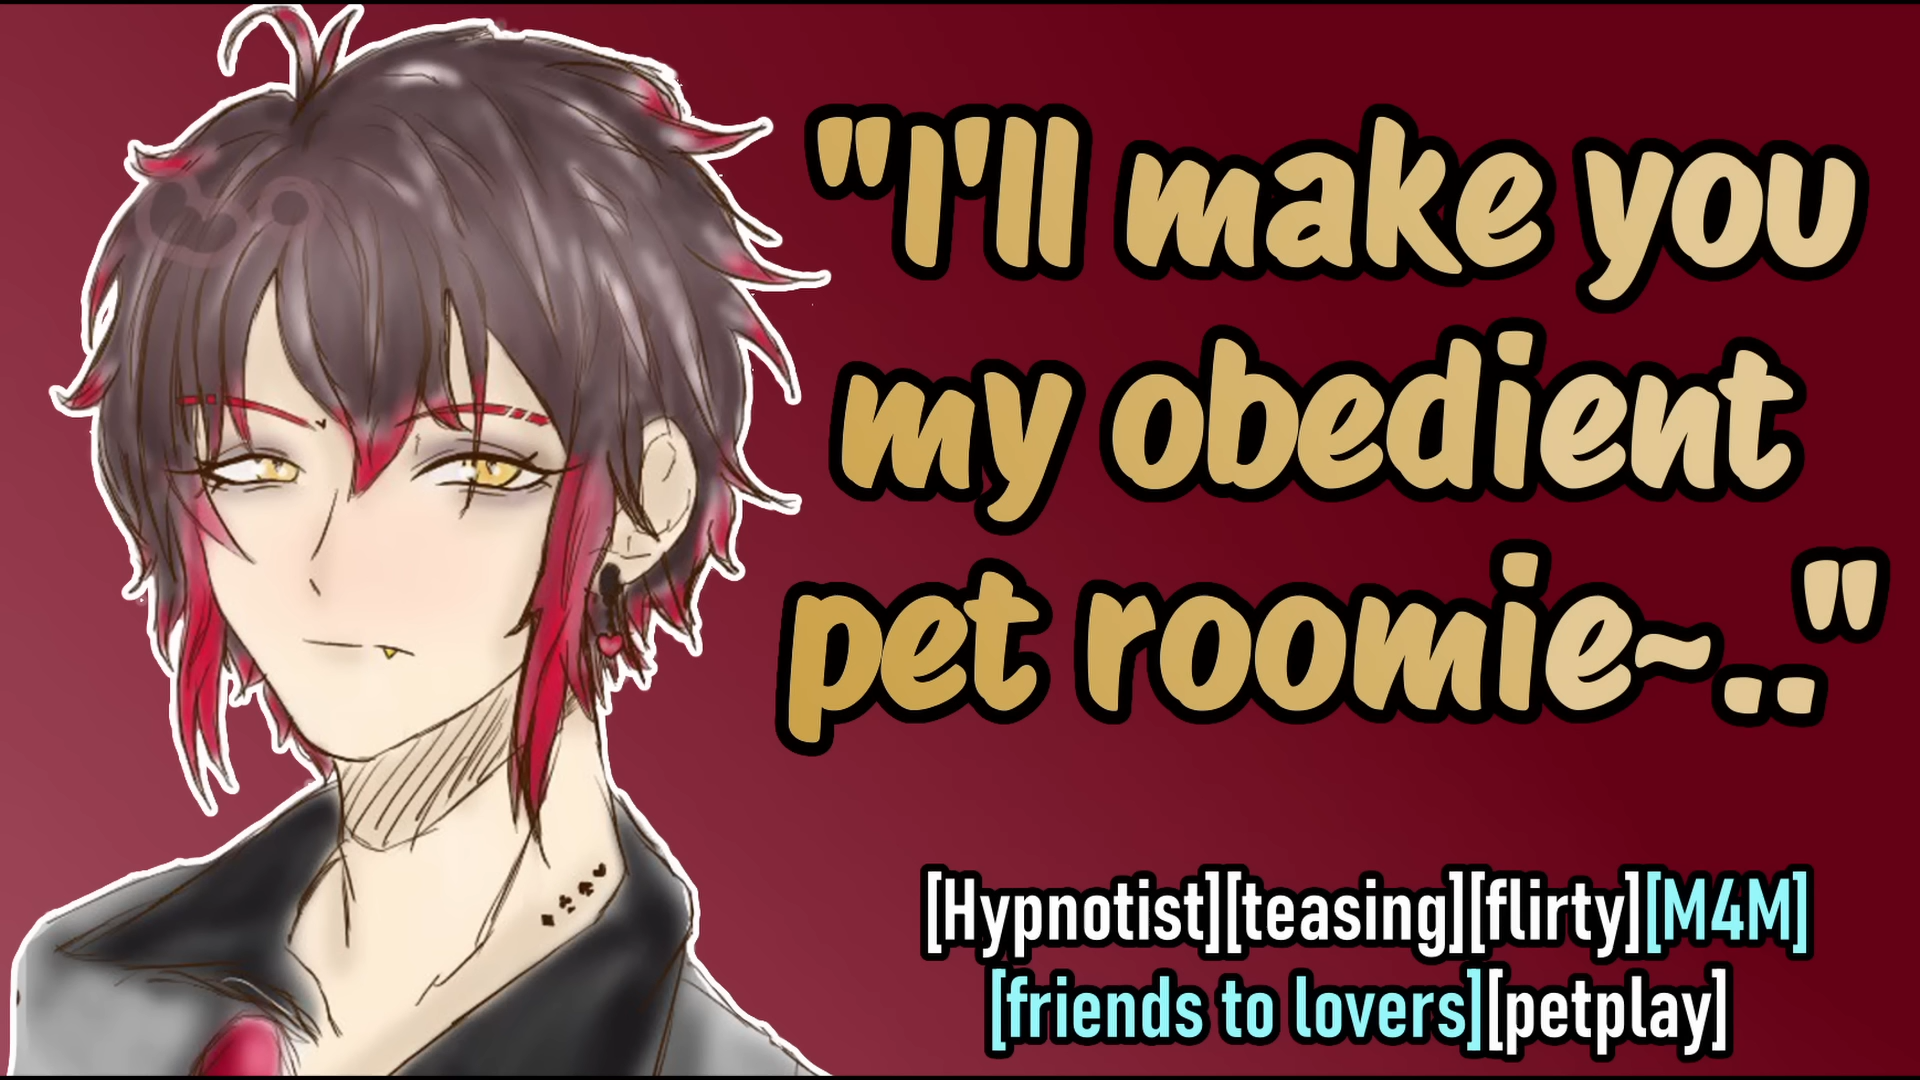 "I'll make you
my obedient
pet roomie~.."
[Hypnotist][teasing][flirty][M4M]
[friends to lovers][petplay]